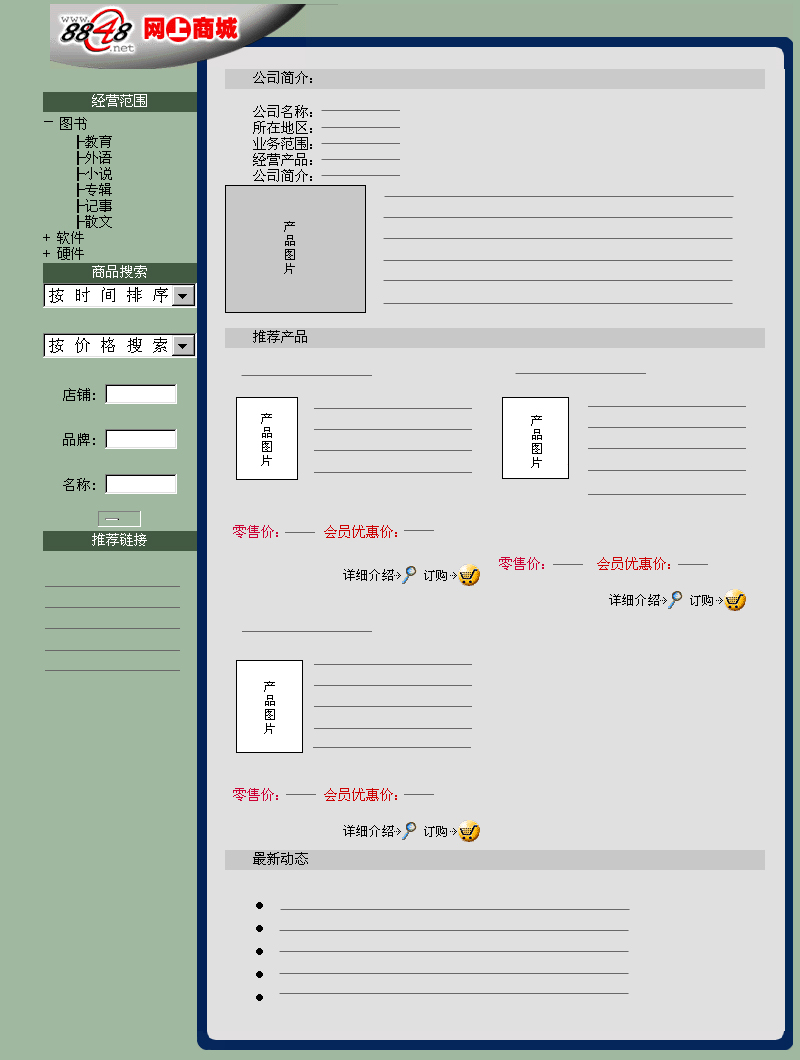 www.
8848
.net
网上商城
经营范围
一 图书
├教育
├外语
├小说
├专辑
├记事
├散文
+ 软件
+ 硬件
商品搜索
按时间排序
按价格搜索
店铺：
品牌：
名称：
推荐链接
公司简介：
公司名称：
所在地区：
业务范围：
经营产品：
公司简介：
产品图片
推荐产品
产品图片
零售价： 会员优惠价：
详细介绍→ 订购→
产品图片
零售价： 会员优惠价：
详细介绍→ 订购→
产品图片
零售价： 会员优惠价：
详细介绍→ 订购→
最新动态